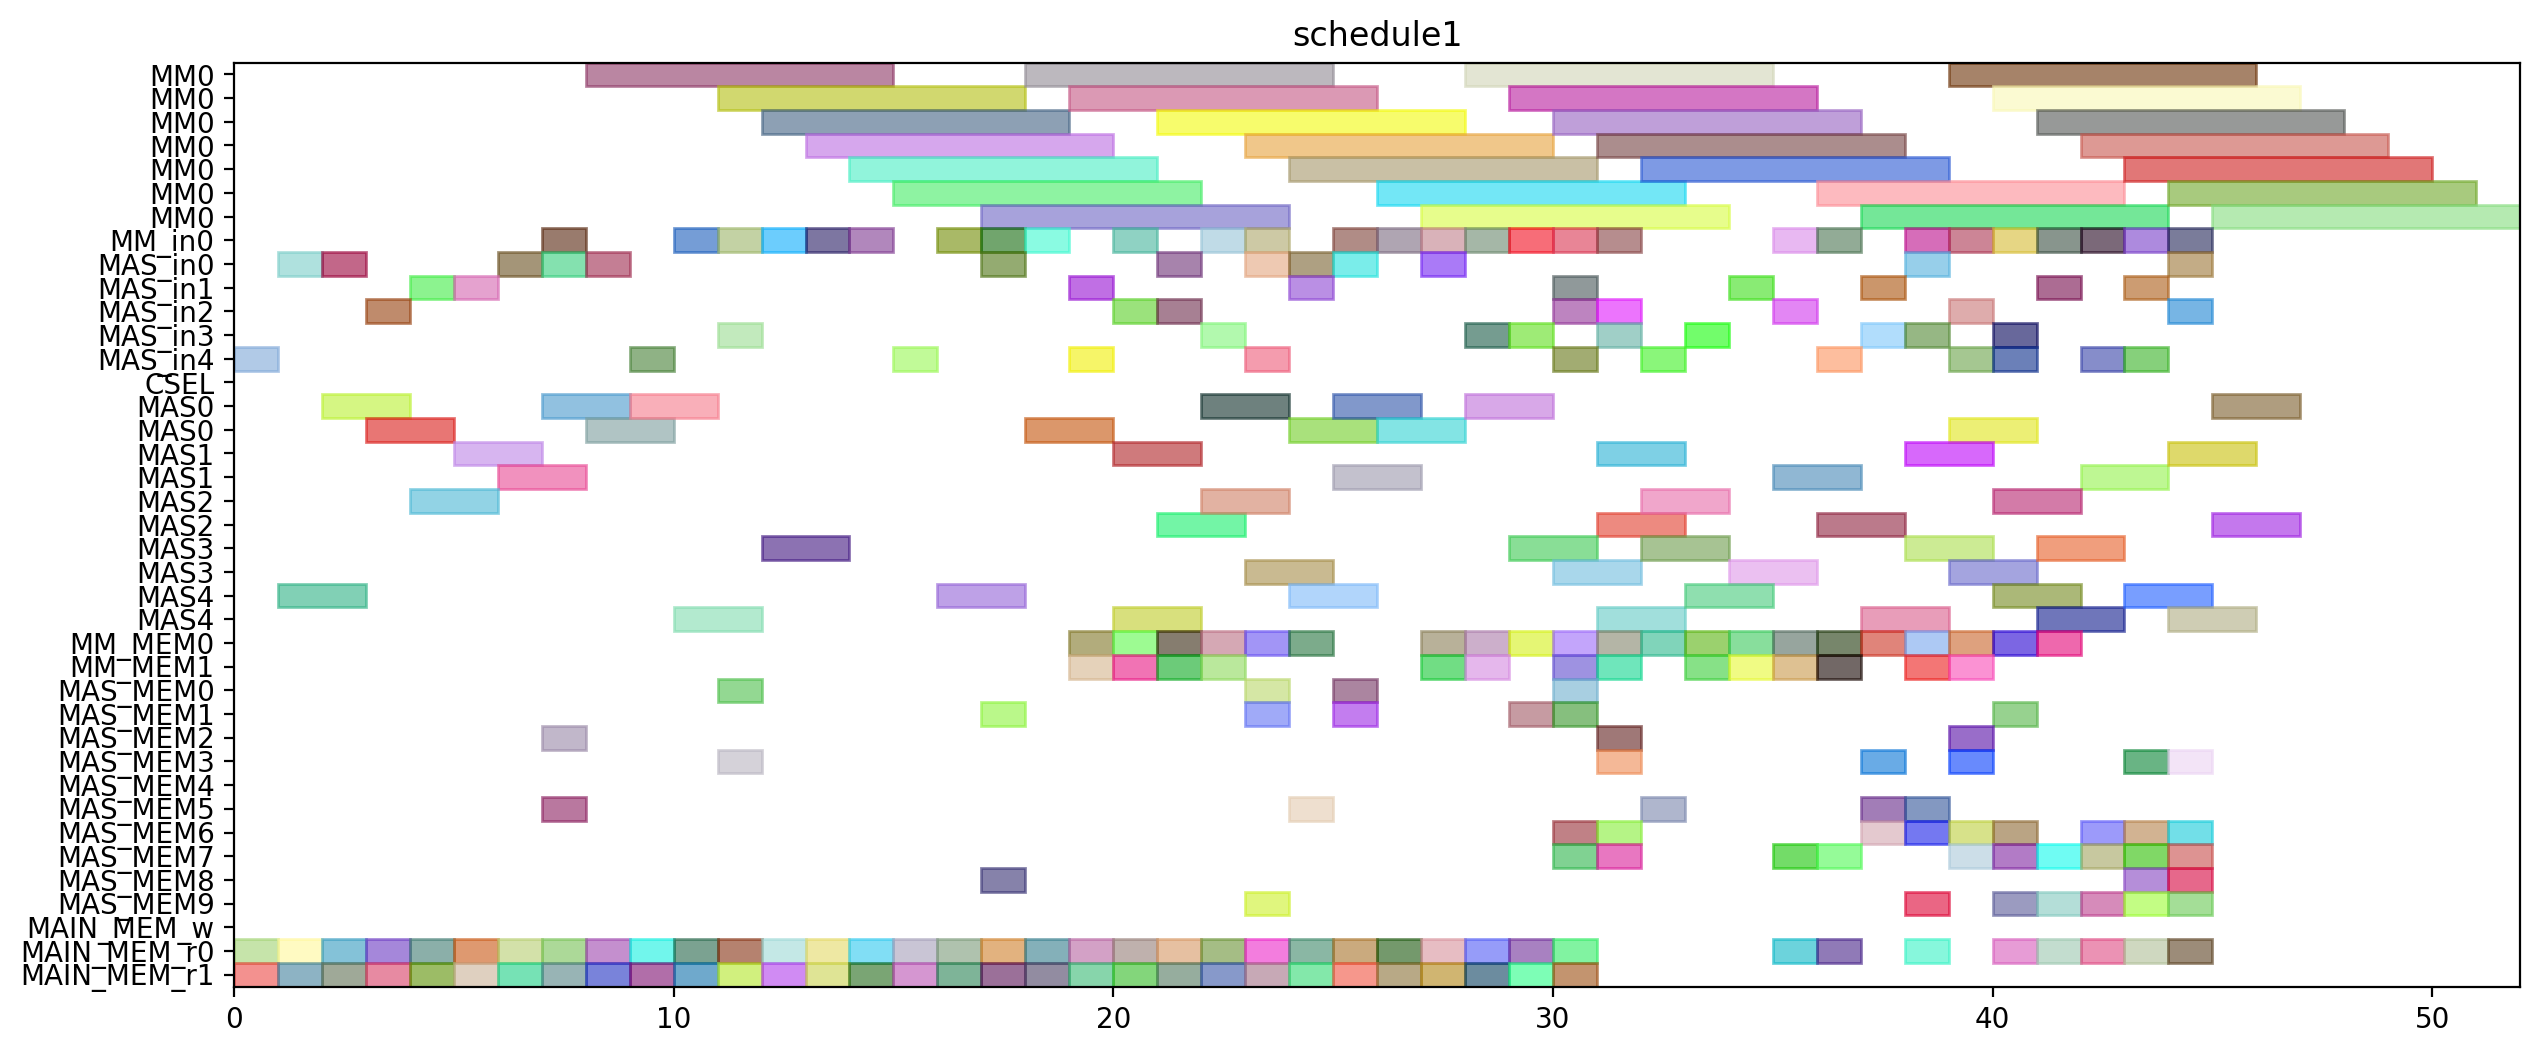 schedule1
MM0
MM0
MM0
MM0
MM0
MM0
MM0
MM_in0
MAS_in0
MAS_in1
MAS_in2
MAS_in3
MAS_in4
CSEL
MAS0
MAS0
MAS1
MAS1
MAS2
MAS2
MAS3
MAS3
MAS4
MAS4
MM_MEM0
MM_MEM1
MAS_MEM0
MAS_MEM1
MAS_MEM2
MAS_MEM3
MAS_MEM4
MAS_MEM5
MAS_MEM6
MAS_MEM7
MAS_MEM8
MAS_MEM9
MAIN_MEM_w
MAIN_MEM_r0
MAIN_MEM_r1
0 10 20 30 40 50